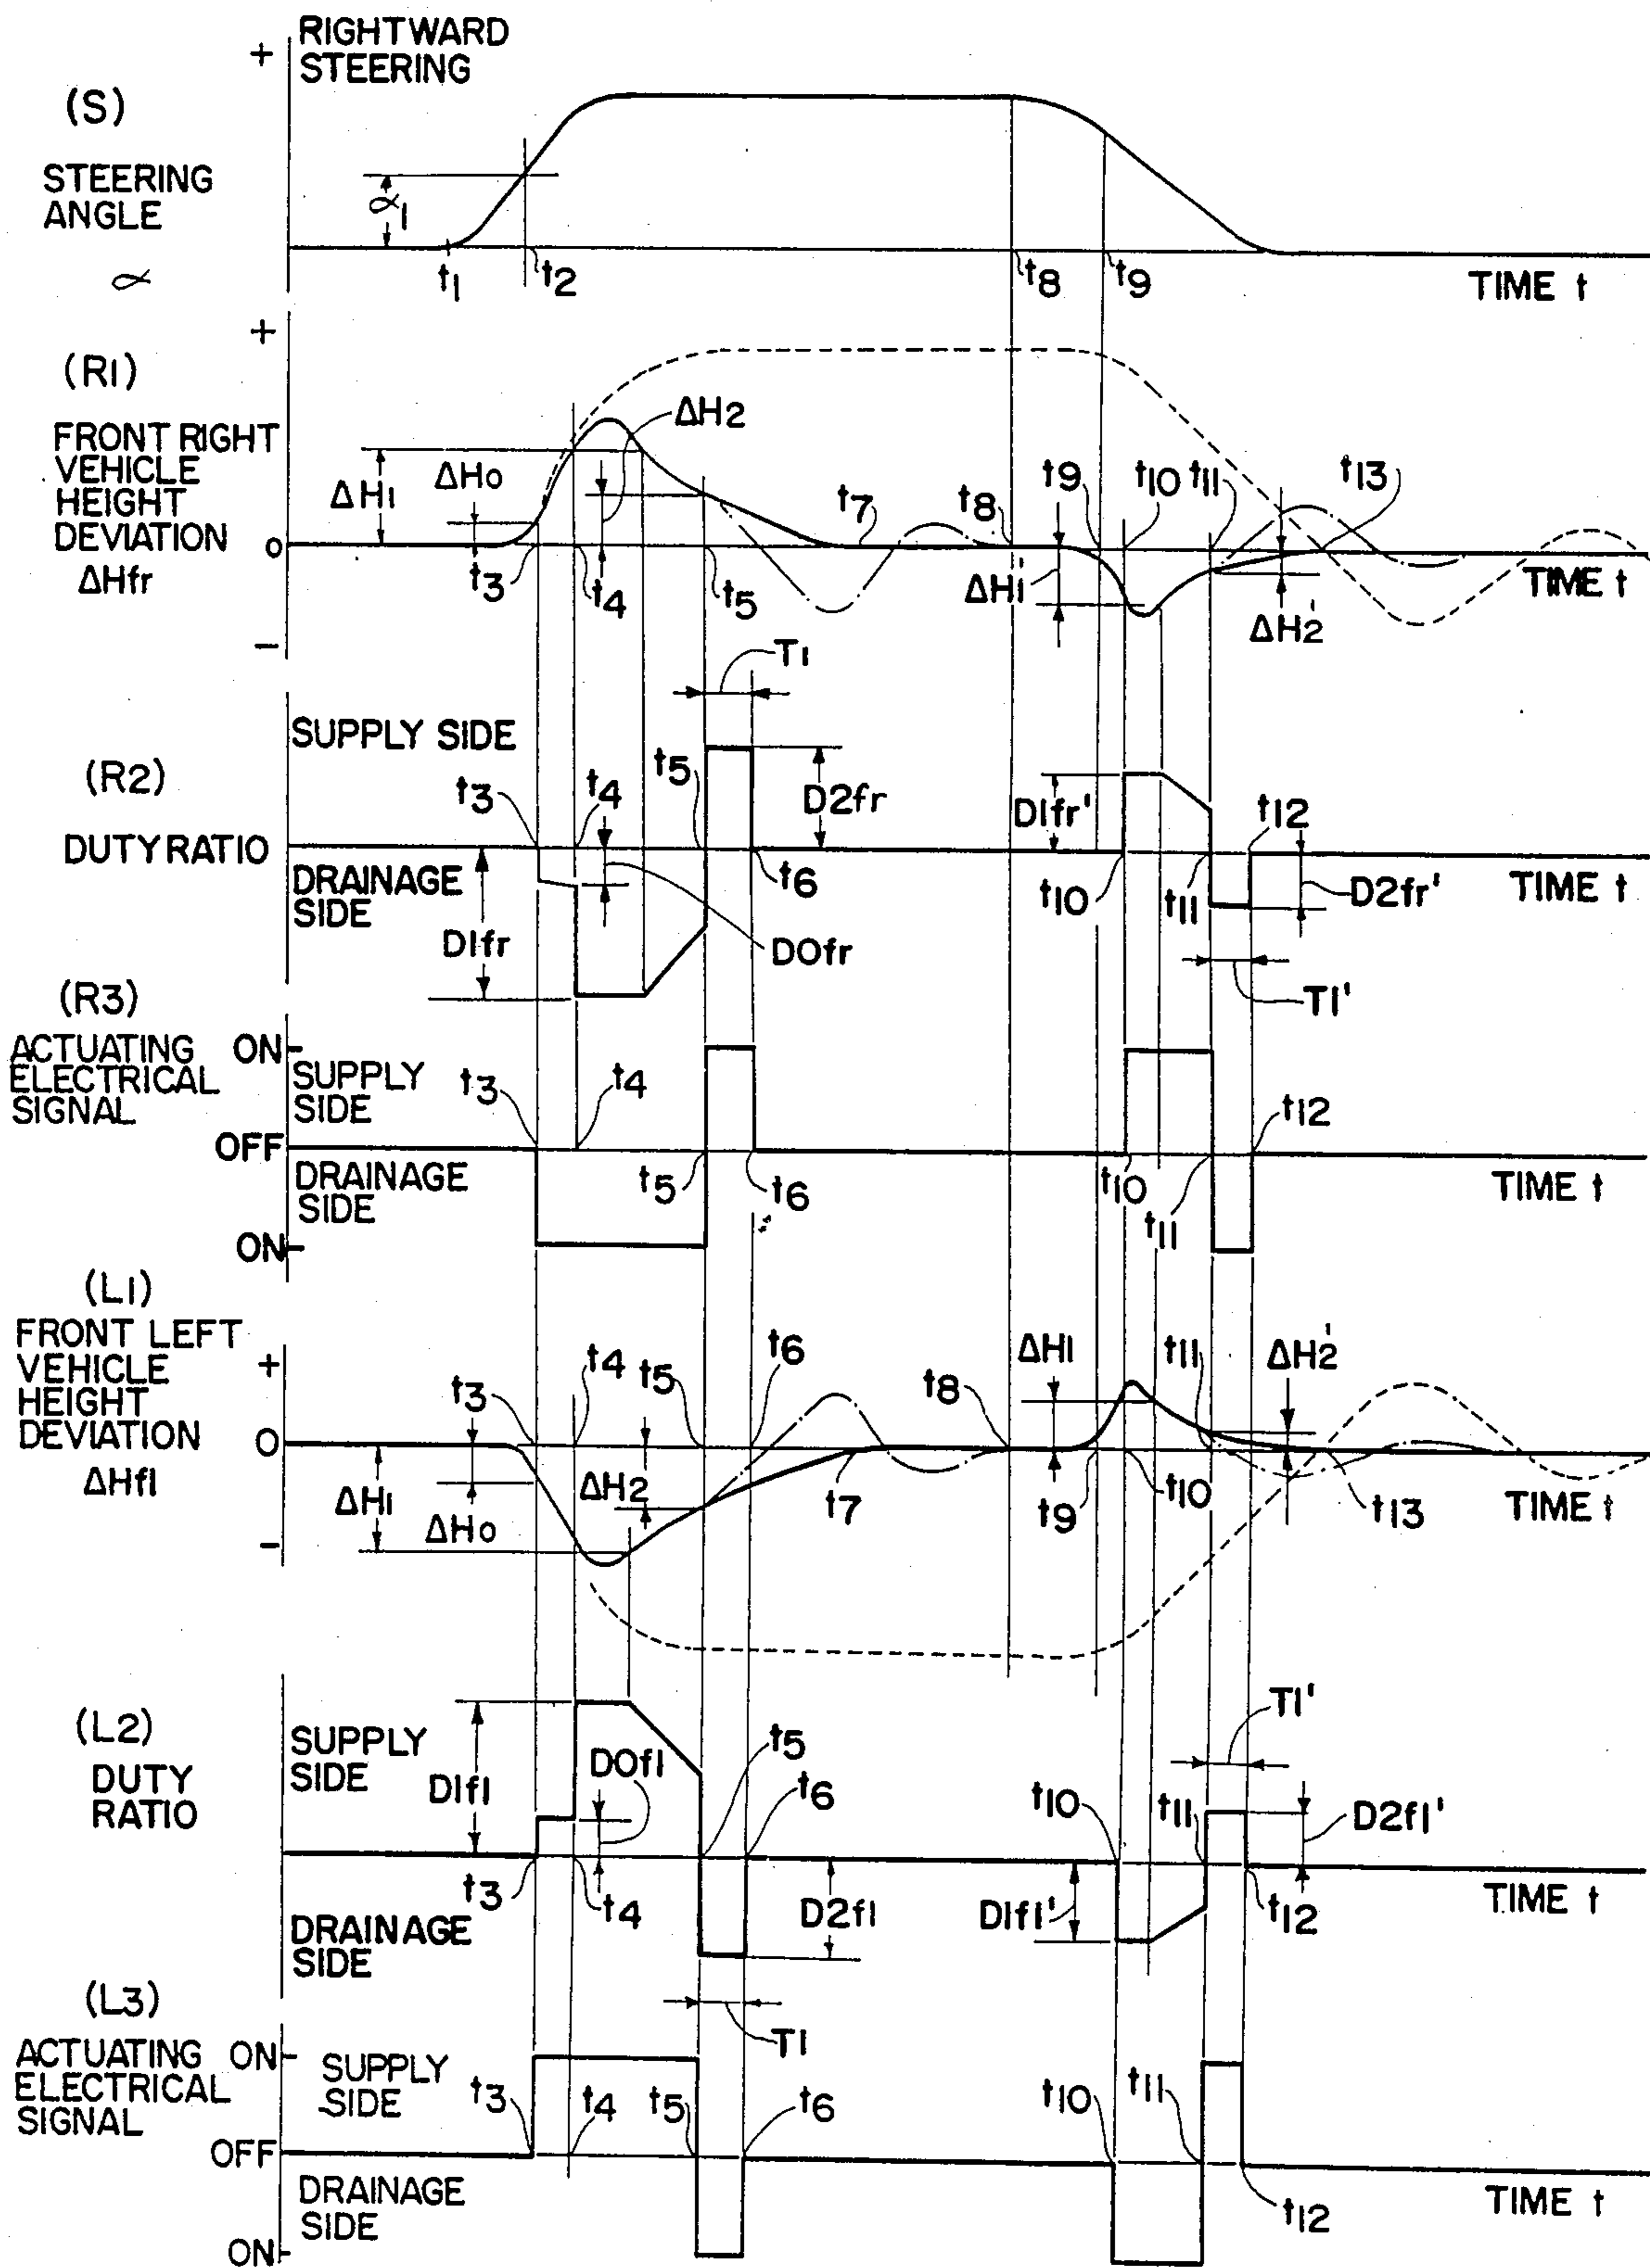 (S)
+
RIGHTWARD
STEERING
STEERING
ANGLE
α
α1
t1
t2
t8
t9
TIME t
(R1)
+
FRONT RIGHT
VEHICLE
HEIGHT
DEVIATION
ΔHfr
0
−
ΔH1
ΔH0
ΔH2
t3
t4
t5
t7
t8
t9
t10
t11
t13
ΔH1'
ΔH2'
TIME t
T1
(R2)
DUTY RATIO
SUPPLY SIDE
DRAINAGE
SIDE
t3
t4
t5
t6
D1fr
D0fr
D2fr
D1fr'
t10
t11
t12
D2fr'
TIME t
T1'
(R3)
ACTUATING
ELECTRICAL
SIGNAL
ON
SUPPLY
SIDE
OFF
DRAINAGE
SIDE
ON
t3
t4
t5
t6
t10
t11
t12
TIME t
(L1)
FRONT LEFT
VEHICLE
HEIGHT
DEVIATION
ΔHfl
+
0
−
t3
t4
t5
t6
t8
ΔH1
t11
ΔH2'
ΔH1
ΔH0
ΔH2
t7
t9
t10
t13
TIME t
(L2)
DUTY
RATIO
SUPPLY
SIDE
DRAINAGE
SIDE
D1fl
D0fl
t5
t6
t3
t4
D2fl
t10
t11
T1'
D2fl'
D1fl'
t12
TIME t
T1
(L3)
ACTUATING
ELECTRICAL
SIGNAL
ON
SUPPLY
SIDE
OFF
DRAINAGE
SIDE
ON
t3
t4
t5
t6
t10
t11
t12
TIME t